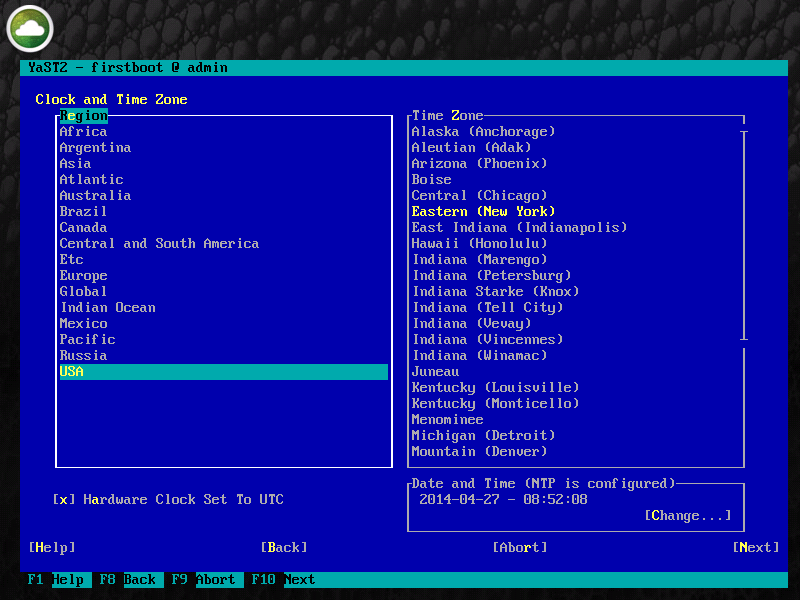 YaST2 - firstboot @ admin
Clock and Time Zone
Region
Africa
Argentina
Asia
Atlantic
Australia
Brazil
Canada
Central and South America
Etc
Europe
Global
Indian Ocean
Mexico
Pacific
Russia
USA
Time Zone
Alaska (Anchorage)
Aleutian (Adak)
Arizona (Phoenix)
Boise
Central (Chicago)
Eastern (New York)
East Indiana (Indianapolis)
Hawaii (Honolulu)
Indiana (Marengo)
Indiana (Petersburg)
Indiana Starke (Knox)
Indiana (Tell City)
Indiana (Vevay)
Indiana (Vincennes)
Indiana (Winamac)
Juneau
Kentucky (Louisville)
Kentucky (Monticello)
Menominee
Michigan (Detroit)
Mountain (Denver)
[x] Hardware Clock Set To UTC
Date and Time (NTP is configured)
2014-04-27 - 08:52:08
[Change...]
[Help] [Back] [Abort] [Next]
F1 Help F8 Back F9 Abort F10 Next